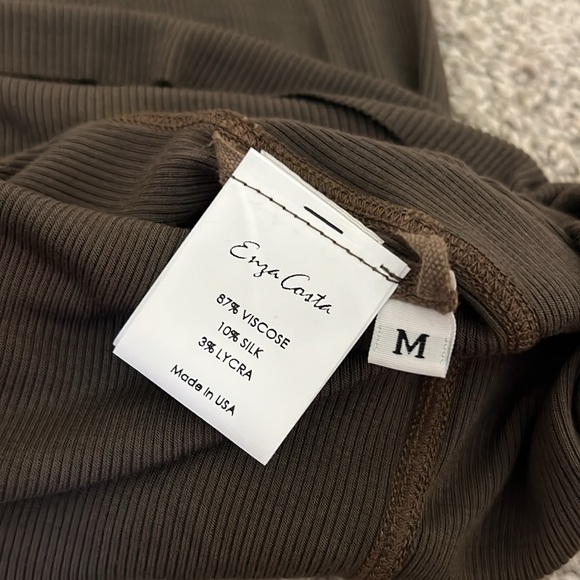 Enza Costa
87% VISCOSE
10% SILK
3% LYCRA
Made in USA
M